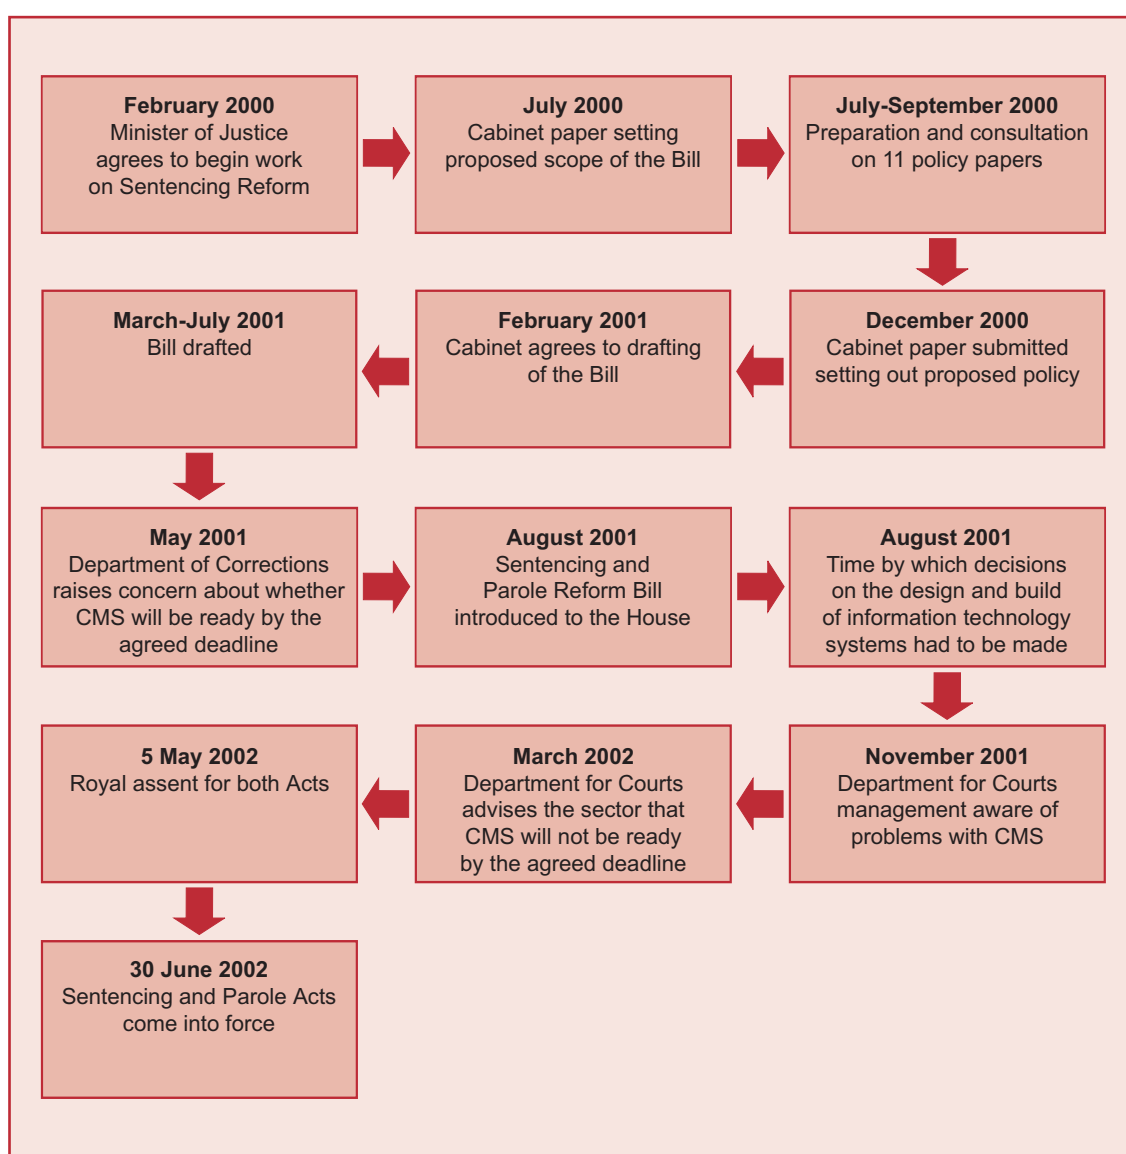 February 2000
Minister of Justice
agrees to begin work
on Sentencing Reform
July 2000
Cabinet paper setting
proposed scope of the Bill
July-September 2000
Preparation and consultation
on 11 policy papers
December 2000
Cabinet paper submitted
setting out proposed policy
February 2001
Cabinet agrees to drafting
of the Bill
March-July 2001
Bill drafted
May 2001
Department of Corrections
raises concern about whether
CMS will be ready by the
agreed deadline
August 2001
Sentencing and
Parole Reform Bill
introduced to the House
August 2001
Time by which decisions
on the design and build
of information technology
systems had to be made
November 2001
Department for Courts
management aware of
problems with CMS
March 2002
Department for Courts
advises the sector that
CMS will not be ready
by the agreed deadline
5 May 2002
Royal assent for both Acts
30 June 2002
Sentencing and Parole Acts
come into force